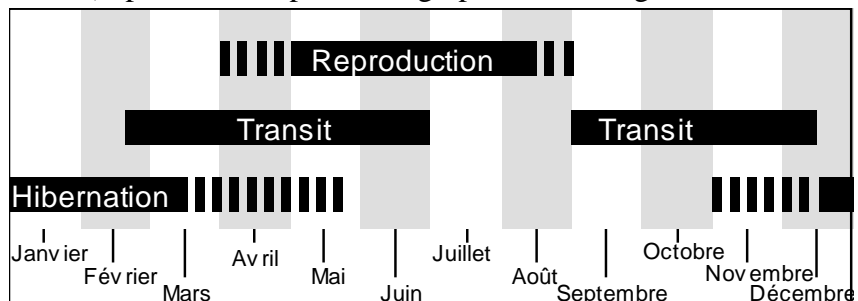 Reproduction
Transit Transit
Hibernation
Janvier Février Mars Avril Mai Juin Juillet Août Septembre Octobre Novembre Décembre